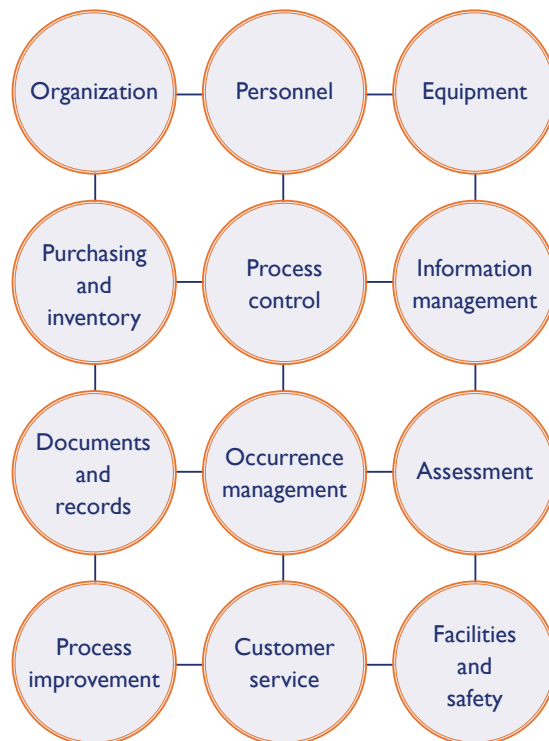 Organization
Personnel
Equipment
Purchasing
and
inventory
Process
control
Information
management
Documents
and
records
Occurrence
management
Assessment
Process
improvement
Customer
service
Facilities
and
safety